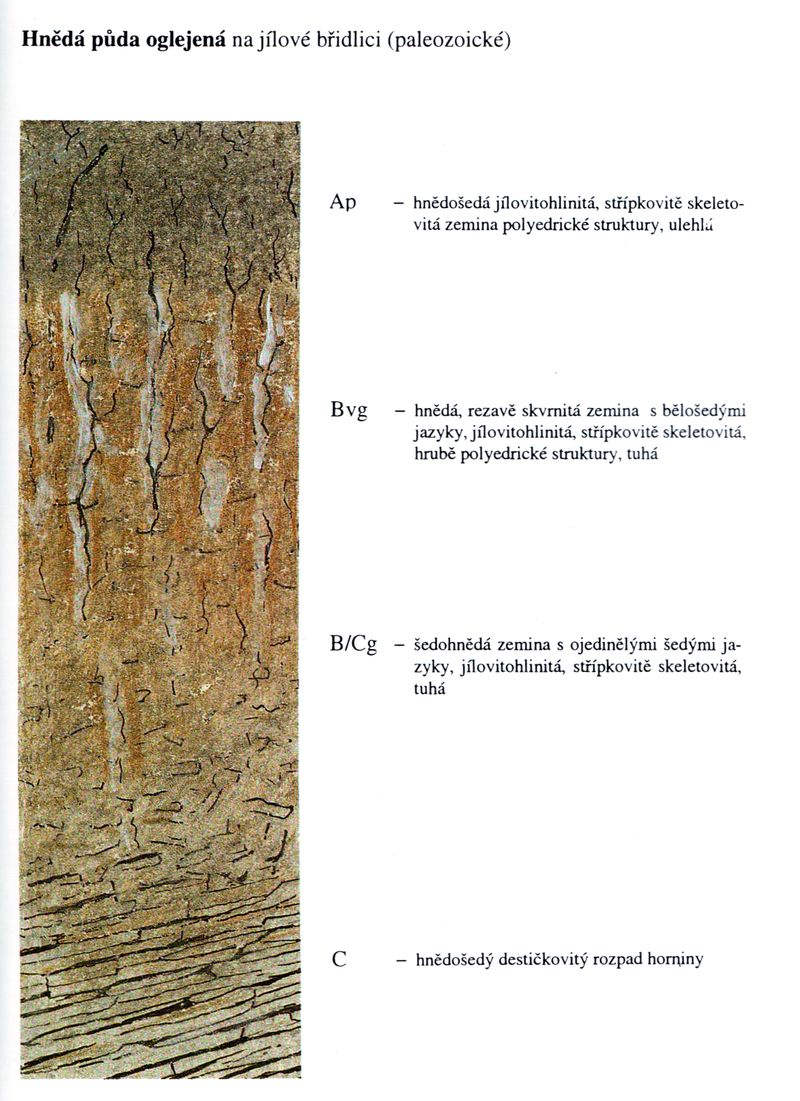 Hnědá půda oglejená na jílové břidlici (paleozoické)
Ap – hnědošedá jílovitohlinitá, střípkovitě skeleto-
vitá zemina polyedrické struktury, ulehlá
Bvg – hnědá, rezavě skvrnitá zemina s bělošedými
jazyky, jílovitohlinitá, střípkovitě skeletovitá,
hrubě polyedrické struktury, tuhá
B/Cg – šedohnědá zemina s ojedinělými šedými ja-
zyky, jílovitohlinitá, střípkovitě skeletovitá,
tuhá
C – hnědošedý destičkovitý rozpad horniny